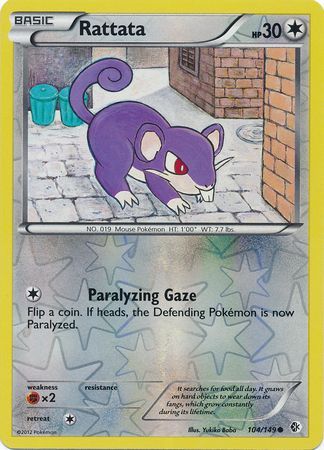 BASIC
Rattata
HP 30
NO. 019 Mouse Pokémon HT: 1'00" WT: 7.7 lbs.
Paralyzing Gaze
Flip a coin. If heads, the Defending Pokémon is now
Paralyzed.
weakness
resistance
×2
retreat
It searches for food all day. It gnaws
on hard objects to wear down its
fangs, which grow constantly
during its lifetime.
©2012 Pokémon
Illus. Yukiko Baba
104/149